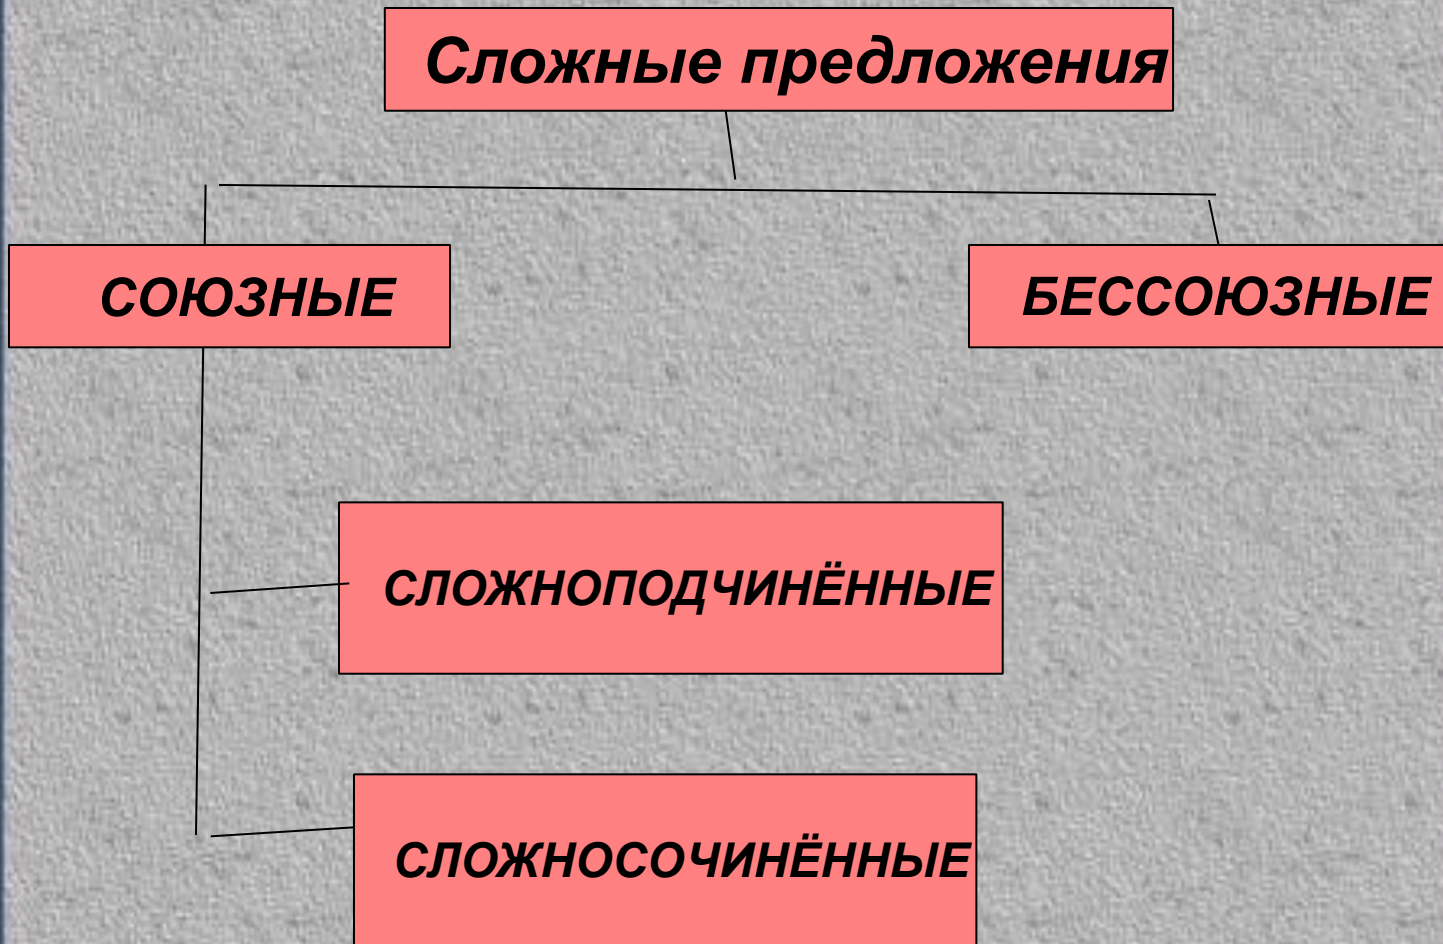 Сложные предложения
СОЮЗНЫЕ
БЕССОЮЗНЫЕ
СЛОЖНОПОДЧИНЁННЫЕ
СЛОЖНОСОЧИНЁННЫЕ